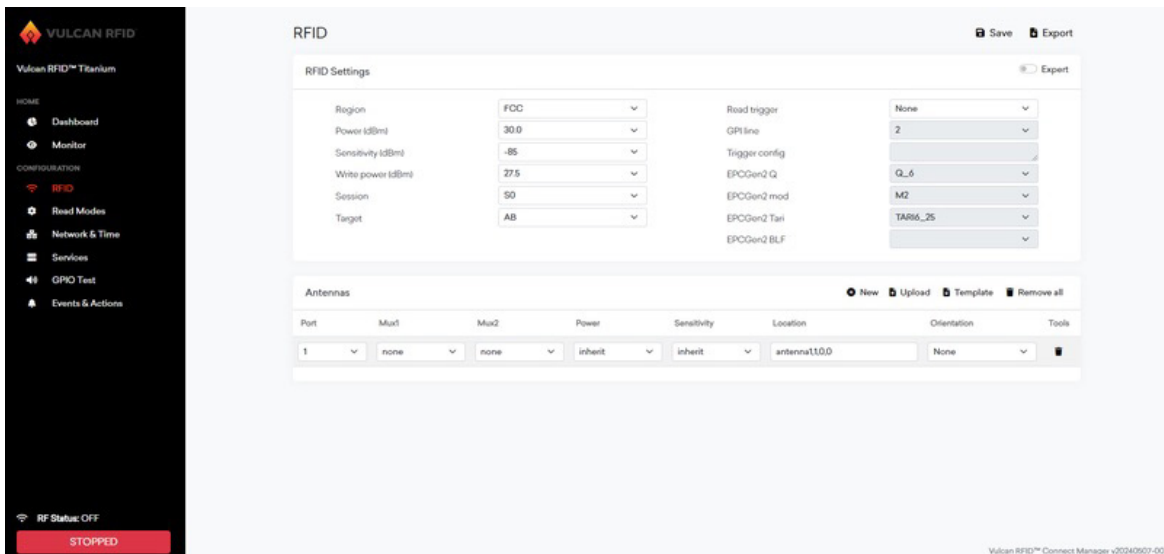 VULCAN RFID
Vulcan RFID™ Titanium
HOME
Dashboard
Monitor
CONFIGURATION
RFID
Read Modes
Network & Time
Services
GPIO Test
Events & Actions
RF Status: OFF
STOPPED
RFID
Save Export
RFID Settings Expert
Region FCC
Power (dBm) 30.0
Sensitivity (dBm) -85
Write power (dBm) 27.5
Session S0
Target AB
Read trigger None
GPI line 2
Trigger config
EPCGen2 Q Q_6
EPCGen2 mod M2
EPCGen2 Tari TARI6_25
EPCGen2 BLF
Antennas New Upload Template Remove all
Port Mux1 Mux2 Power Sensitivity Location Orientation Tools
1 none none inherit inherit antenna1,1,0,0 None
Vulcan RFID™ Connect Manager v20240507-00